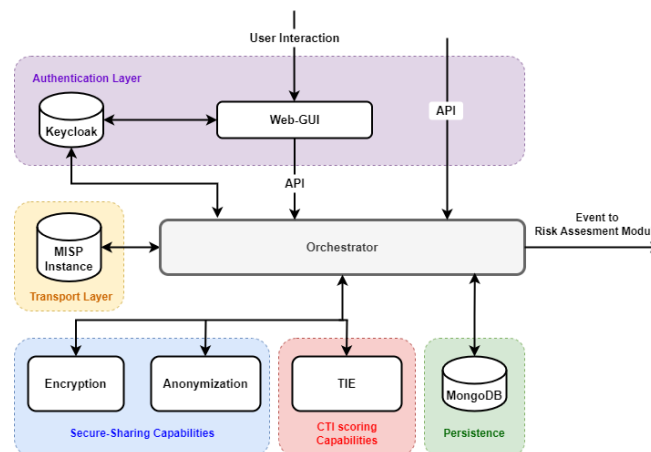 User Interaction
Authentication Layer
Keycloak
Web-GUI
API
API
Event to
Risk Assesment Modul
MISP
Instance
Orchestrator
Transport Layer
Encryption
Anonymization
TIE
MongoDB
Secure-Sharing Capabilities
CTI scoring
Capabilities
Persistence